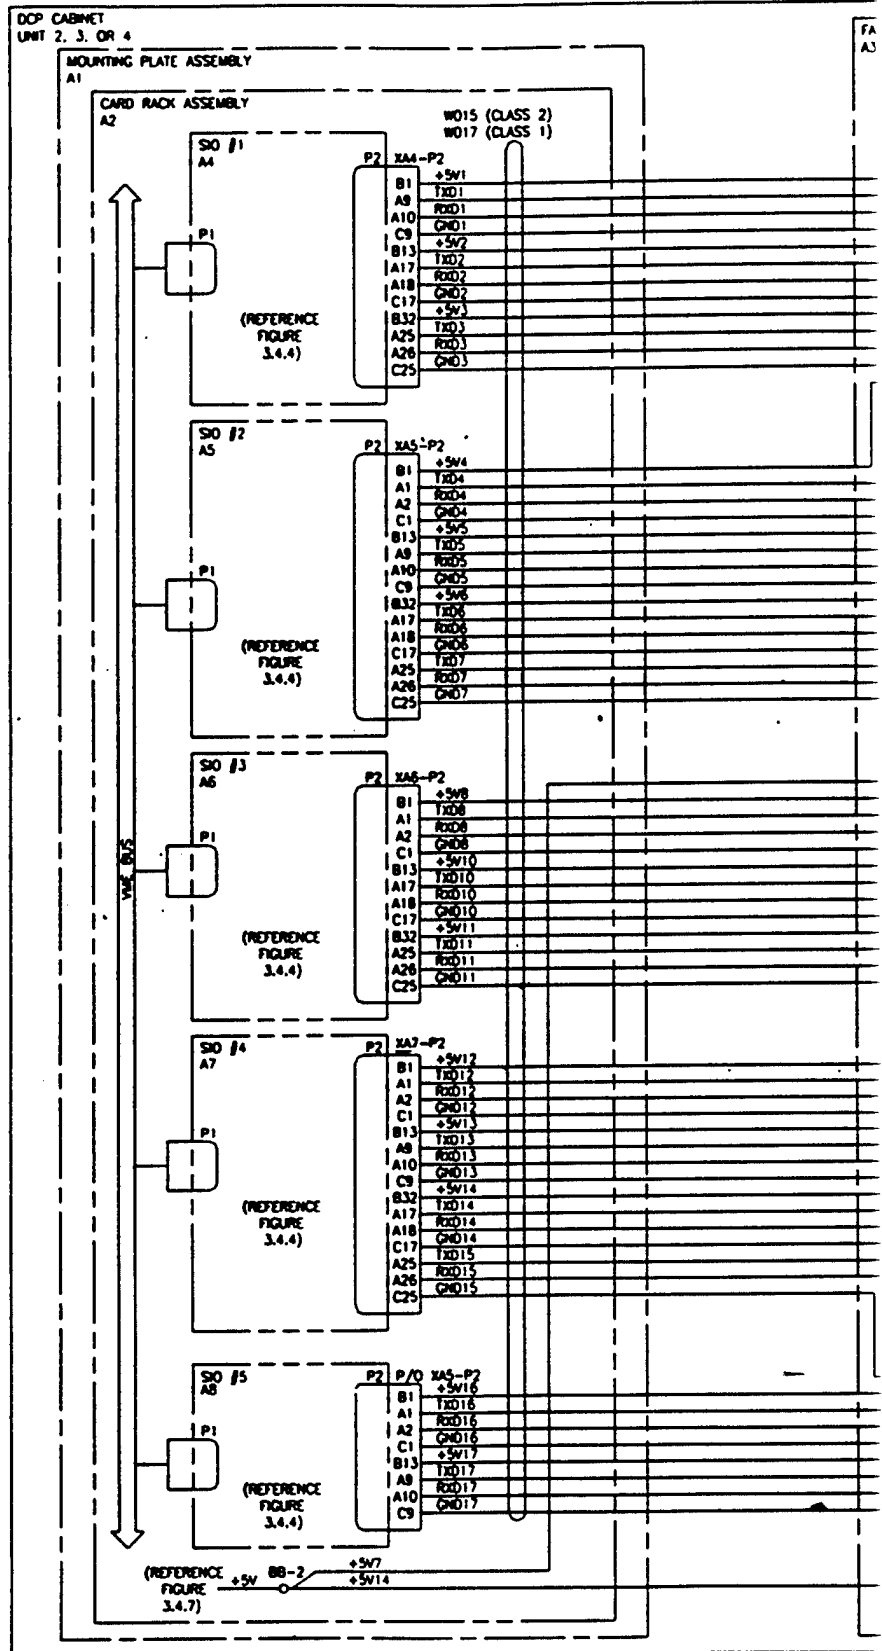 DCP CABINET
UNIT 2, 3, OR 4
FA
A3
MOUNTING PLATE ASSEMBLY
A1
CARD RACK ASSEMBLY
A2
W015 (CLASS 2)
W017 (CLASS 1)
VME BUS
SIO #1
A4
P1
(REFERENCE
FIGURE
3.4.4)
P2 XA4-P2
B1 +5V1
A9 TXD1
A10 RXD1
C9 GND1
B13 +5V2
A17 TXD2
A18 RXD2
C17 GND2
B32 +5V3
A25 TXD3
A26 RXD3
C25 GND3
SIO #2
A5
P1
(REFERENCE
FIGURE
3.4.4)
P2 XA5-P2
B1 +5V4
A1 TXD4
A2 RXD4
C1 GND4
B13 +5V5
A9 TXD5
A10 RXD5
C9 GND5
B32 +5V6
A17 TXD6
A18 RXD6
C17 GND6
A25 TXD7
A26 RXD7
C25 GND7
SIO #3
A6
P1
(REFERENCE
FIGURE
3.4.4)
P2 XA6-P2
B1 +5V8
A1 TXD8
A2 RXD8
C1 GND8
B13 +5V10
A17 TXD10
A18 RXD10
C17 GND10
B32 +5V11
A25 TXD11
A26 RXD11
C25 GND11
SIO #4
A7
P1
(REFERENCE
FIGURE
3.4.4)
P2 XA7-P2
B1 +5V12
A1 TXD12
A2 RXD12
C1 GND12
B13 +5V13
A9 TXD13
A10 RXD13
C9 GND13
B32 +5V14
A17 TXD14
A18 RXD14
C17 GND14
A25 TXD15
A26 RXD15
C25 GND15
SIO #5
A8
P1
(REFERENCE
FIGURE
3.4.4)
P2 P/O XA5-P2
B1 +5V16
A1 TXD16
A2 RXD16
C1 GND16
B13 +5V17
A9 TXD17
A10 RXD17
C9 GND17
(REFERENCE
FIGURE
3.4.7)
+5V BB-2 +5V7
+5V14